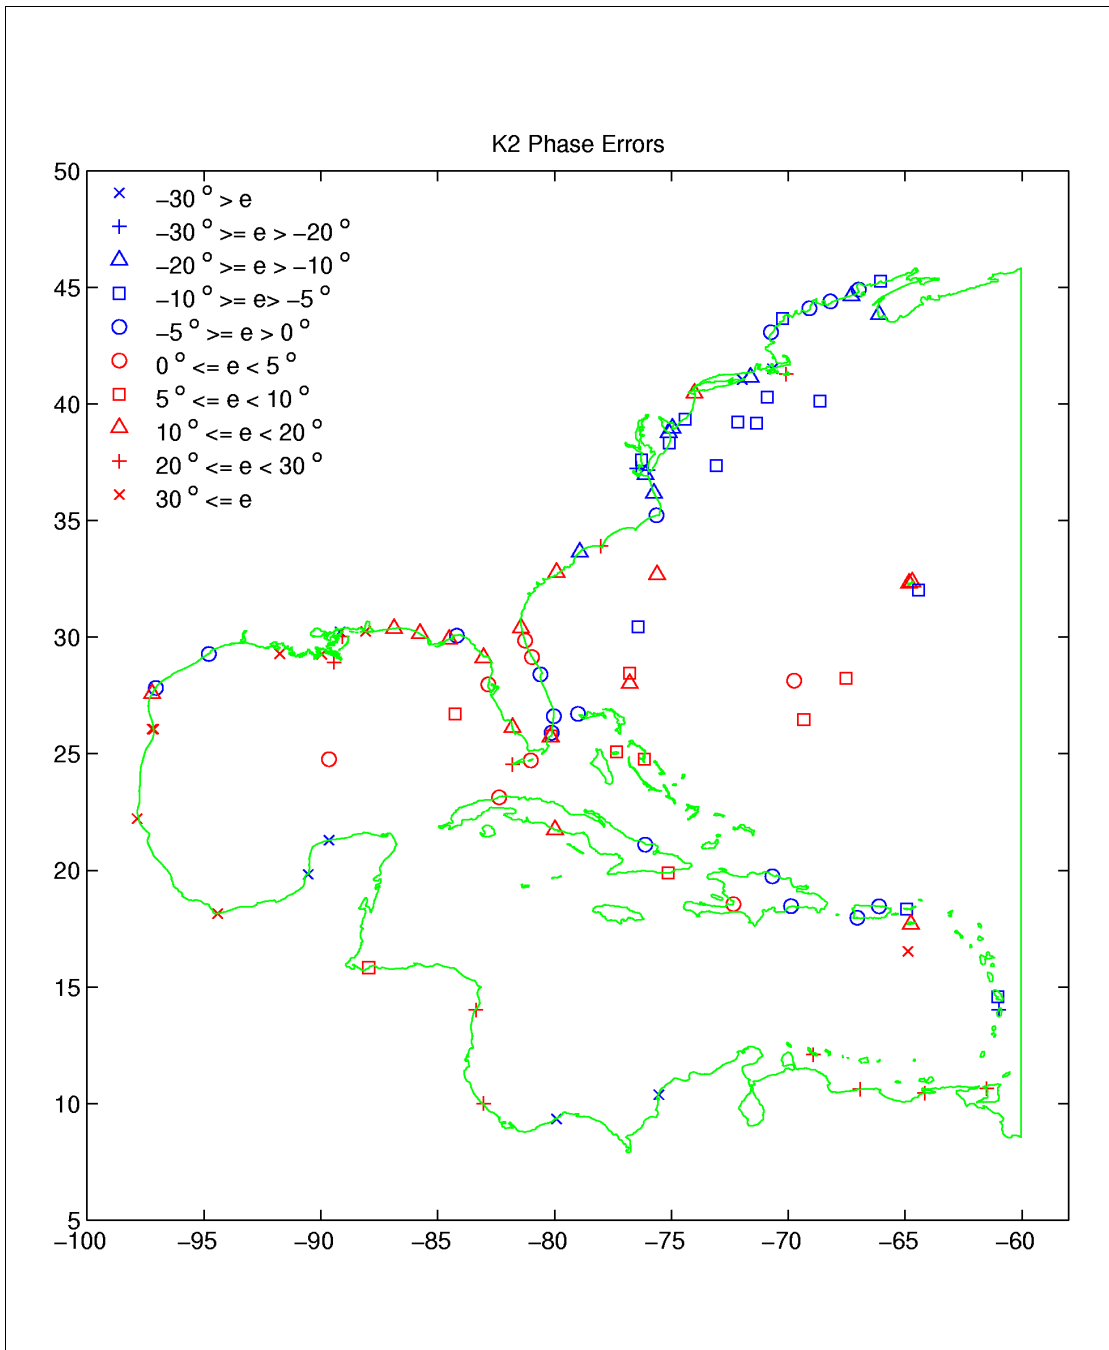 K2 Phase Errors
50
45
40
35
30
25
20
15
10
5
−30 ° > e
−30 ° >= e > −20 °
−20 ° >= e > −10 °
−10 ° >= e> −5 °
−5 ° >= e > 0 °
0 ° <= e < 5 °
5 ° <= e < 10 °
10 ° <= e < 20 °
20 ° <= e < 30 °
30 ° <= e
−100 −95 −90 −85 −80 −75 −70 −65 −60